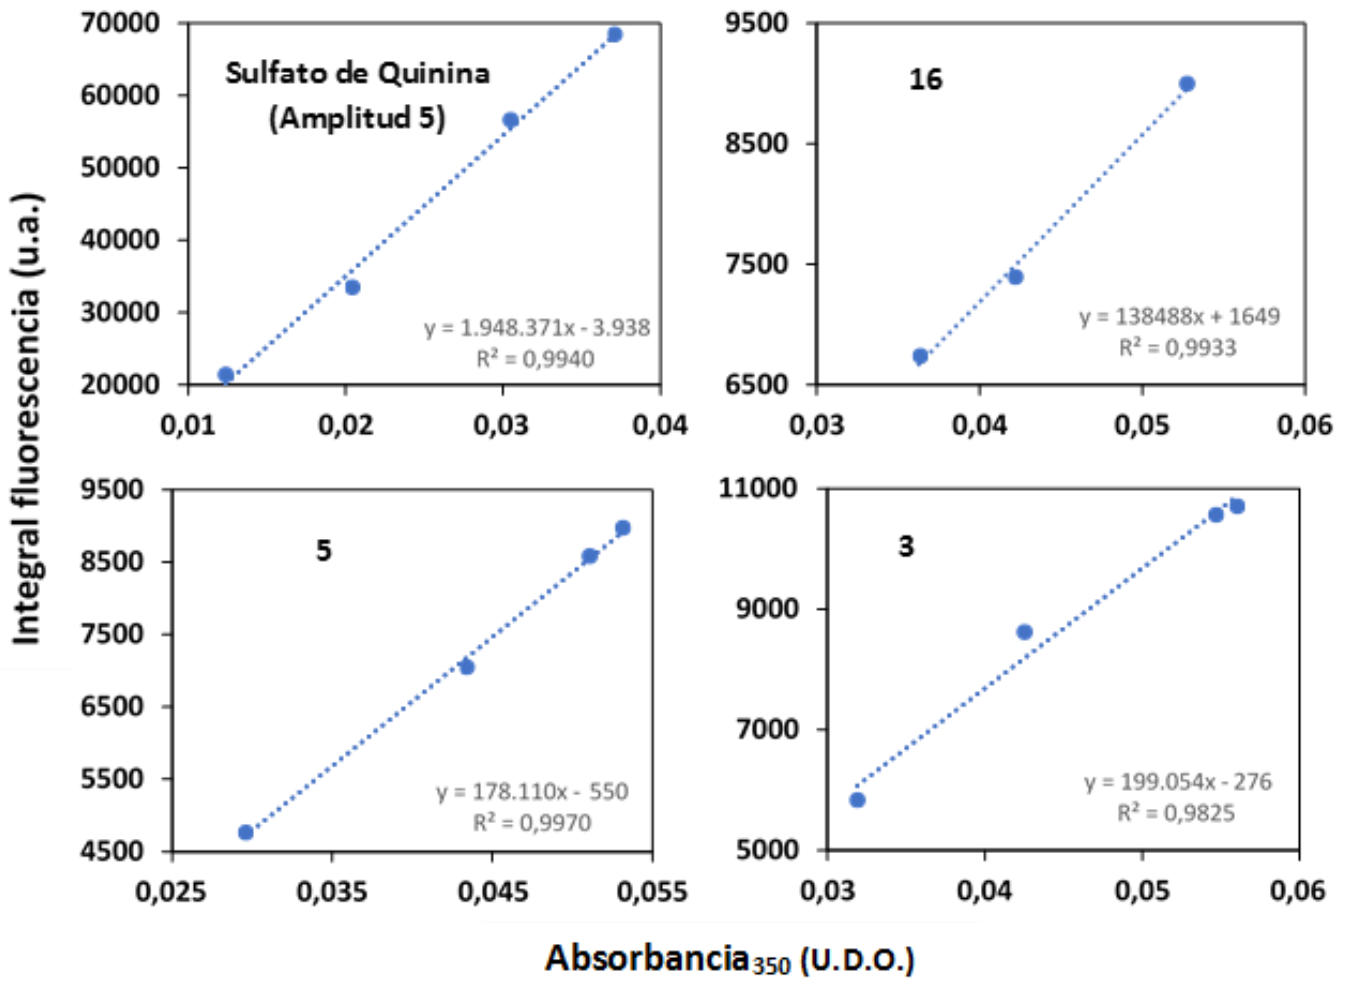 Integral fluorescencia (u.a.)
70000
60000
50000
40000
30000
20000
Sulfato de Quinina
(Amplitud 5)
y = 1.948.371x - 3.938
R² = 0,9940
0,01 0,02 0,03 0,04
9500
8500
7500
6500
16
y = 138488x + 1649
R² = 0,9933
0,03 0,04 0,05 0,06
9500
8500
7500
6500
5500
4500
5
y = 178.110x - 550
R² = 0,9970
0,025 0,035 0,045 0,055
11000
9000
7000
5000
3
y = 199.054x - 276
R² = 0,9825
0,03 0,04 0,05 0,06
Absorbancia₃₅₀ (U.D.O.)